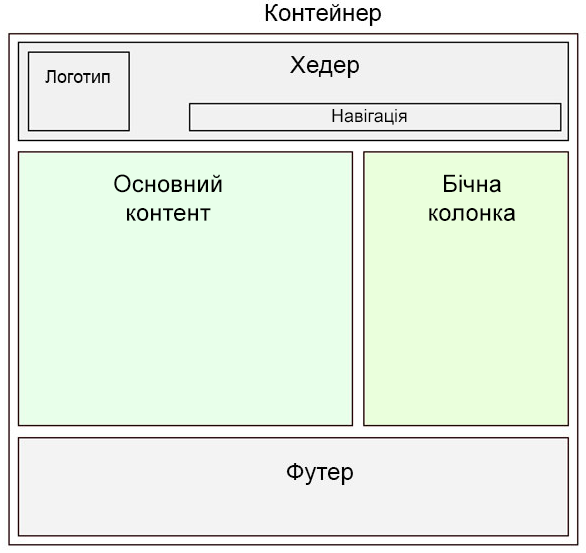 Контейнер
Хедер
Логотип
Навігація
Основний
контент
Бічна
колонка
Футер